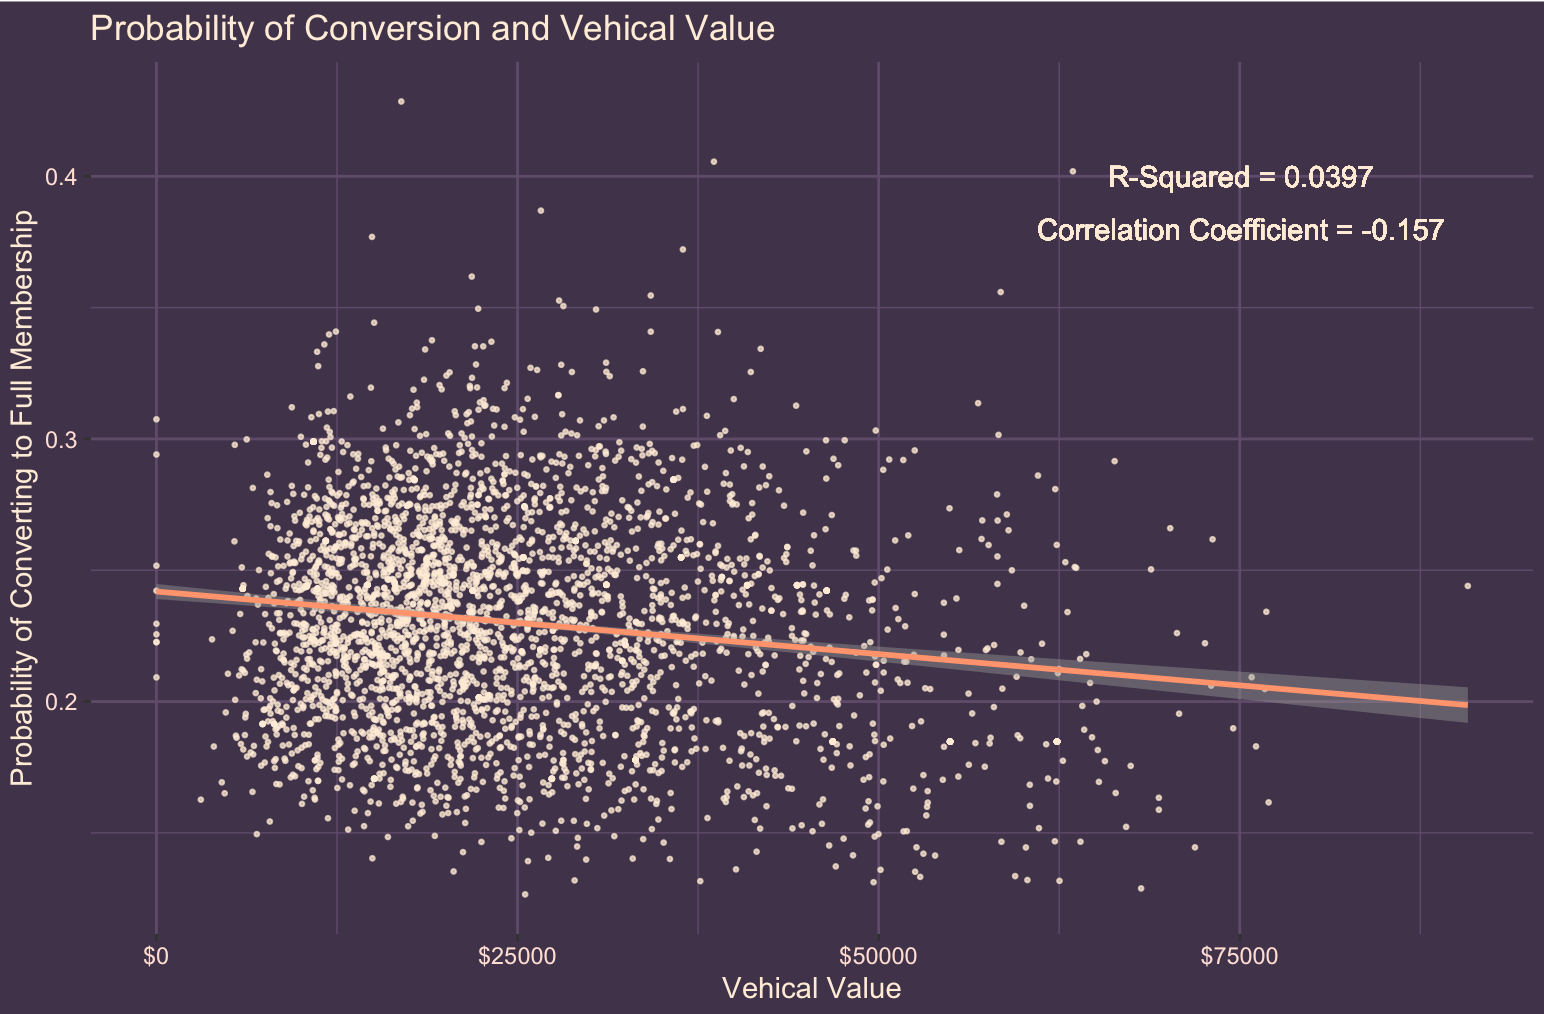 Probability of Conversion and Vehical Value
Probability of Converting to Full Membership
0.4
0.3
0.2
R-Squared = 0.0397
Correlation Coefficient = -0.157
$0
$25000
$50000
$75000
Vehical Value